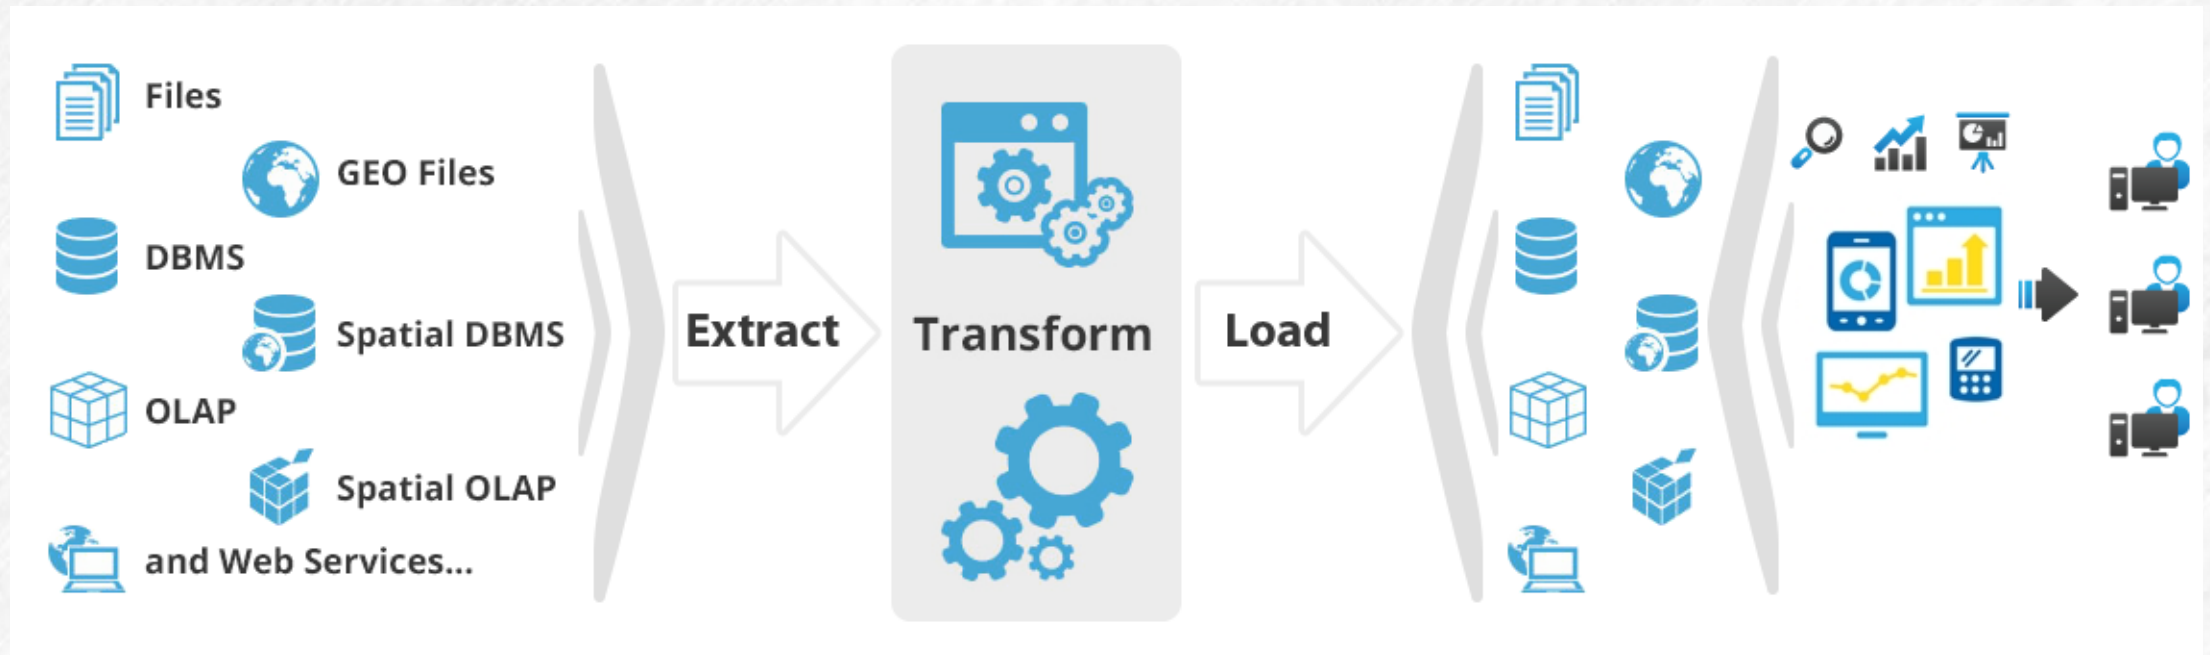 Files
GEO Files
DBMS
Spatial DBMS
OLAP
Spatial OLAP
and Web Services...
Extract
Transform
Load